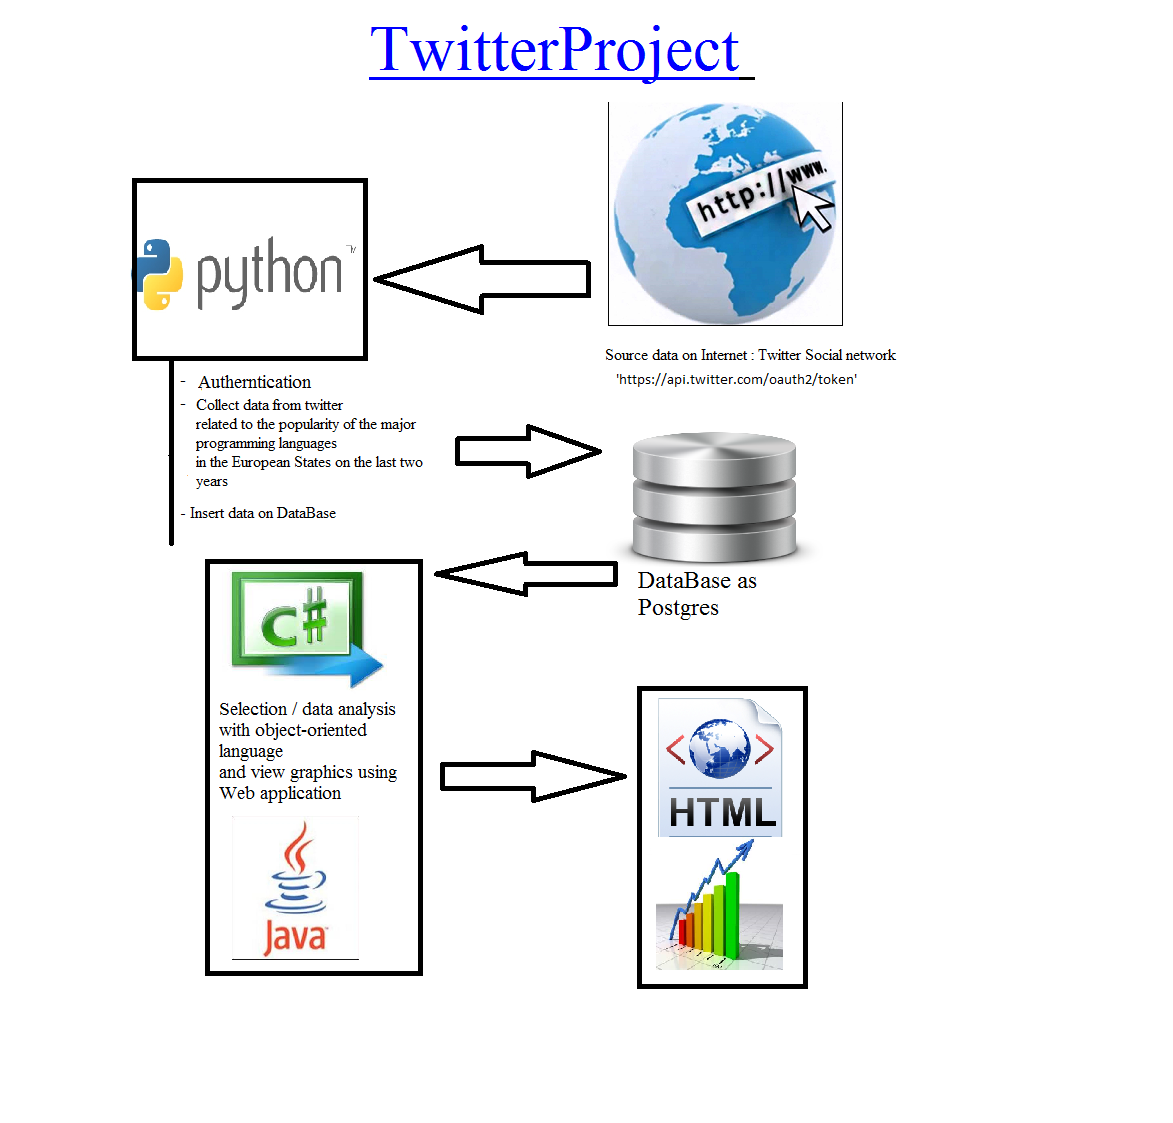 TwitterProject
http://www.
python
TM
Source data on Internet : Twitter Social network
'https://api.twitter.com/oauth2/token'
- Autherntication
- Collect data from twitter
related to the popularity of the major
programming languages
in the European States on the last two
years
- Insert data on DataBase
DataBase as
Postgres
C#
Selection / data analysis
with object-oriented
language
and view graphics using
Web application
Java
< >
HTML